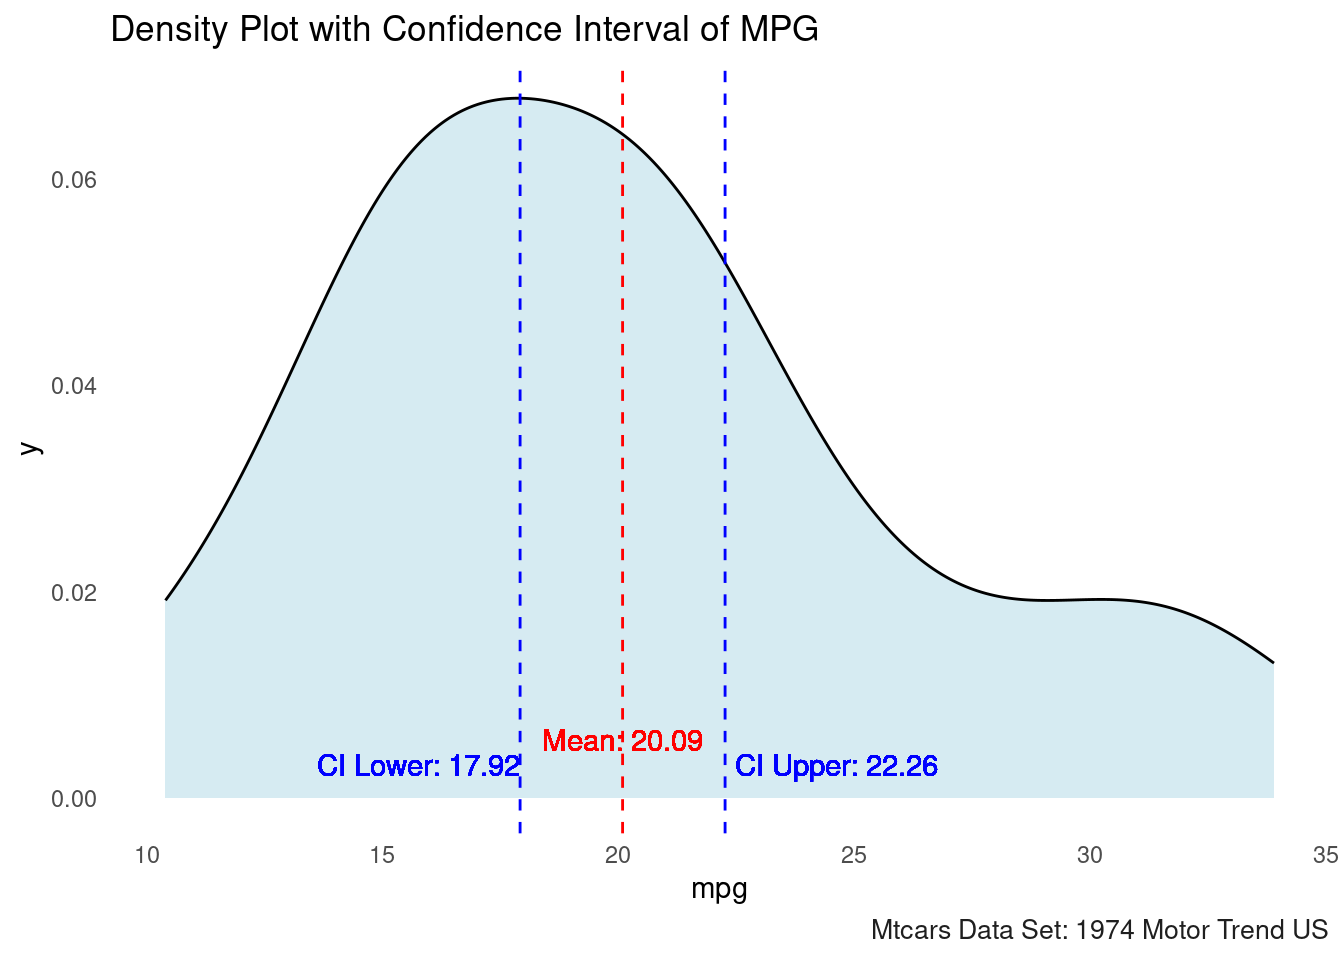 Density Plot with Confidence Interval of MPG
0.06
0.04
y
0.02
Mean: 20.09
CI Lower: 17.92
CI Upper: 22.26
0.00
10
15
20
25
30
35
mpg
Mtcars Data Set: 1974 Motor Trend US